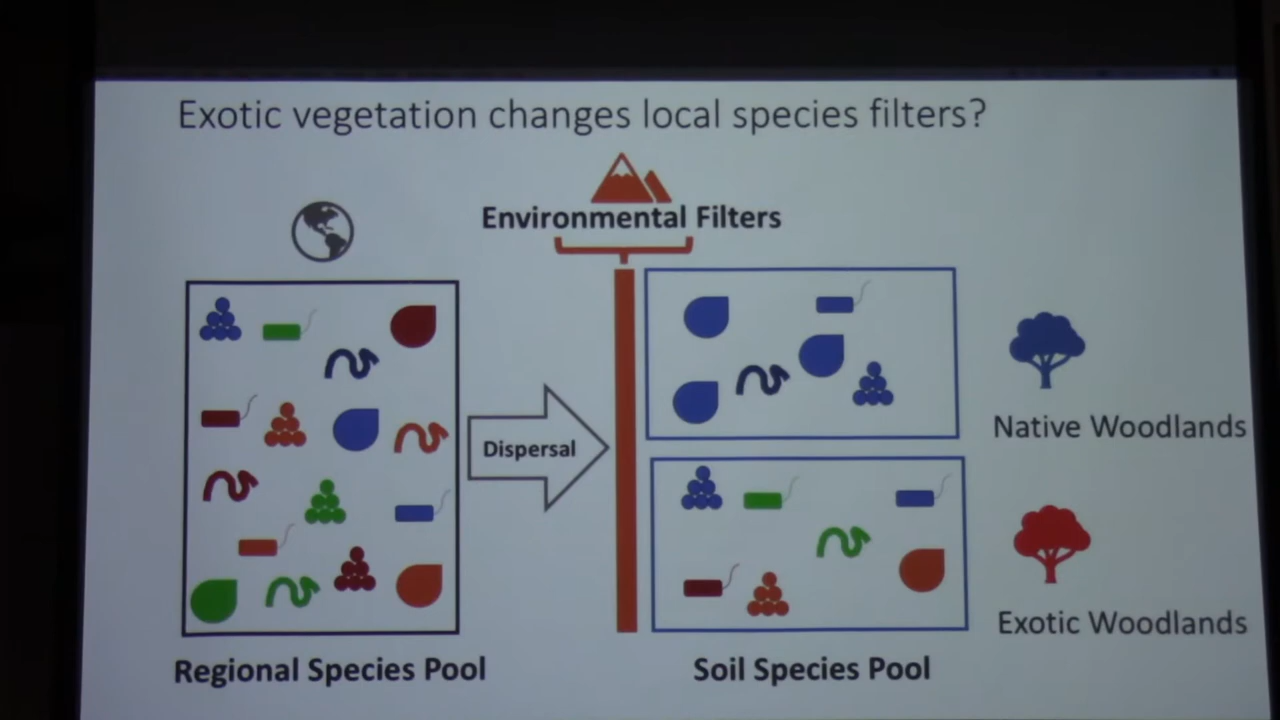 Exotic vegetation changes local species filters?
Environmental Filters
Dispersal
Native Woodlands
Exotic Woodlands
Regional Species Pool
Soil Species Pool